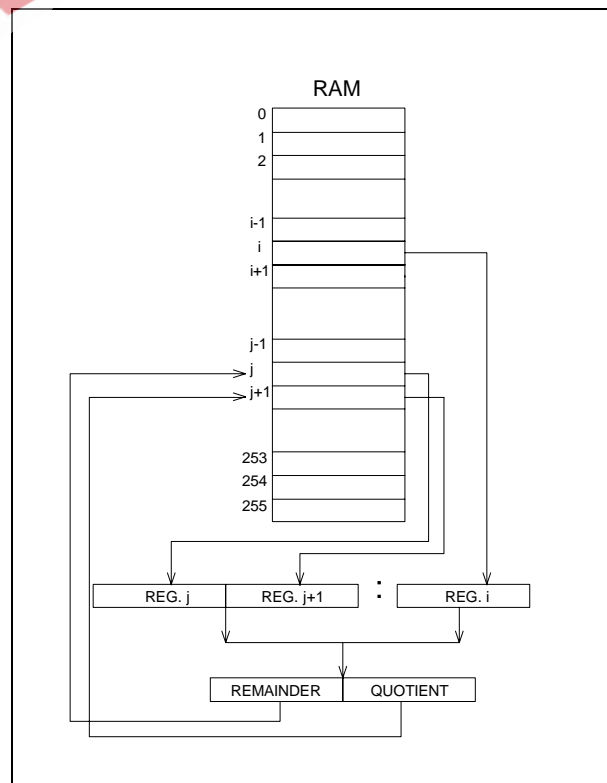 RAM
0
1
2
i-1
i
i+1
j-1
j
j+1
253
254
255
REG. j REG. j+1 : REG. i
REMAINDER QUOTIENT